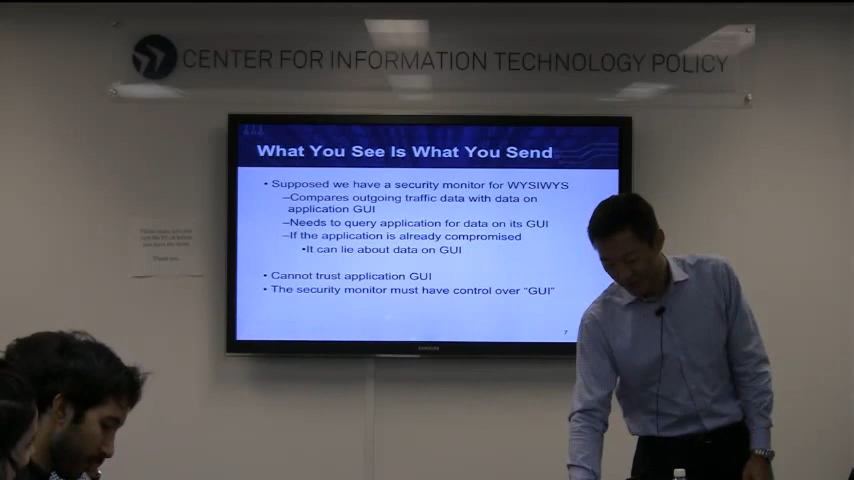 CENTER FOR INFORMATION TECHNOLOGY POLICY
What You See Is What You Send
• Supposed we have a security monitor for WYSIWYS
–Compares outgoing traffic data with data on
application GUI
–Needs to query application for data on its GUI
–If the application is already compromised
•It can lie about data on GUI
• Cannot trust application GUI
• The security monitor must have control over "GUI"
7
SAMSUNG
Thank you